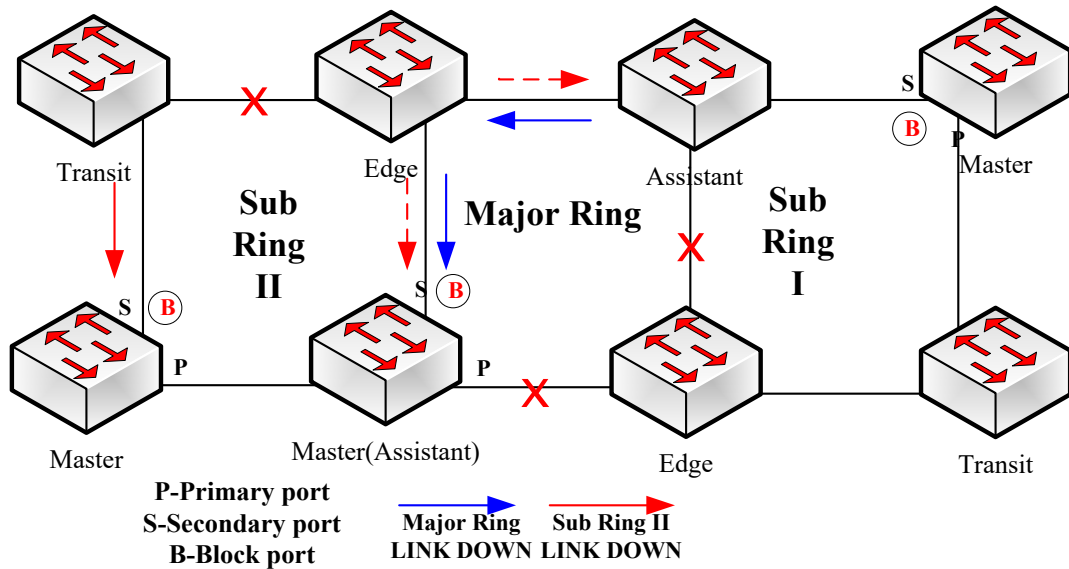 S
B
P
Transit
Edge
Assistant
Master
Sub
Ring
II
Major Ring
Sub
Ring
I
X
X
S
B
P
S
B
P
X
Master
Master(Assistant)
Edge
Transit
P-Primary port
S-Secondary port
B-Block port
Major Ring
LINK DOWN
Sub Ring II
LINK DOWN